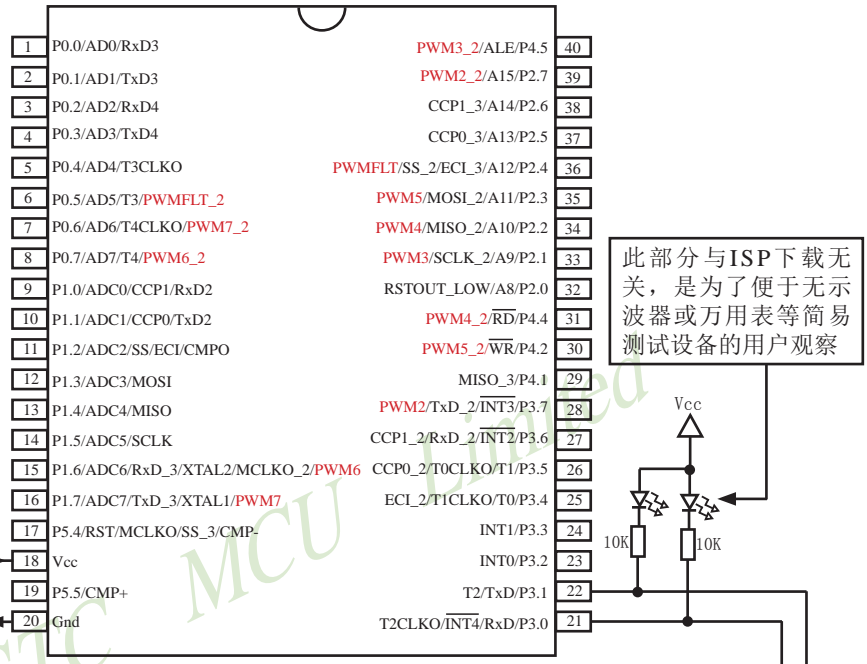 1 P0.0/AD0/RxD3
2 P0.1/AD1/TxD3
3 P0.2/AD2/RxD4
4 P0.3/AD3/TxD4
5 P0.4/AD4/T3CLKO
6 P0.5/AD5/T3/PWMFLT_2
7 P0.6/AD6/T4CLKO/PWM7_2
8 P0.7/AD7/T4/PWM6_2
9 P1.0/ADC0/CCP1/RxD2
10 P1.1/ADC1/CCP0/TxD2
11 P1.2/ADC2/SS/ECI/CMPO
12 P1.3/ADC3/MOSI
13 P1.4/ADC4/MISO
14 P1.5/ADC5/SCLK
15 P1.6/ADC6/RxD_3/XTAL2/MCLKO_2/PWM6
16 P1.7/ADC7/TxD_3/XTAL1/PWM7
17 P5.4/RST/MCLKO/SS_3/CMP-
18 Vcc
19 P5.5/CMP+
20 Gnd
PWM3_2/ALE/P4.5 40
PWM2_2/A15/P2.7 39
CCP1_3/A14/P2.6 38
CCP0_3/A13/P2.5 37
PWMFLT/SS_2/ECI_3/A12/P2.4 36
PWM5/MOSI_2/A11/P2.3 35
PWM4/MISO_2/A10/P2.2 34
PWM3/SCLK_2/A9/P2.1 33
RSTOUT_LOW/A8/P2.0 32
PWM4_2/RD/P4.4 31
PWM5_2/WR/P4.2 30
MISO_3/P4.1 29
PWM2/TxD_2/INT3/P3.7 28
CCP1_2/RxD_2/INT2/P3.6 27
CCP0_2/T0CLKO/T1/P3.5 26
ECI_2/T1CLKO/T0/P3.4 25
INT1/P3.3 24
INT0/P3.2 23
T2/TxD/P3.1 22
T2CLKO/INT4/RxD/P3.0 21
此部分与ISP下载无
关，是为了便于无示
波器或万用表等简易
测试设备的用户观察
Vcc
10K
10K
STC MCU Limited